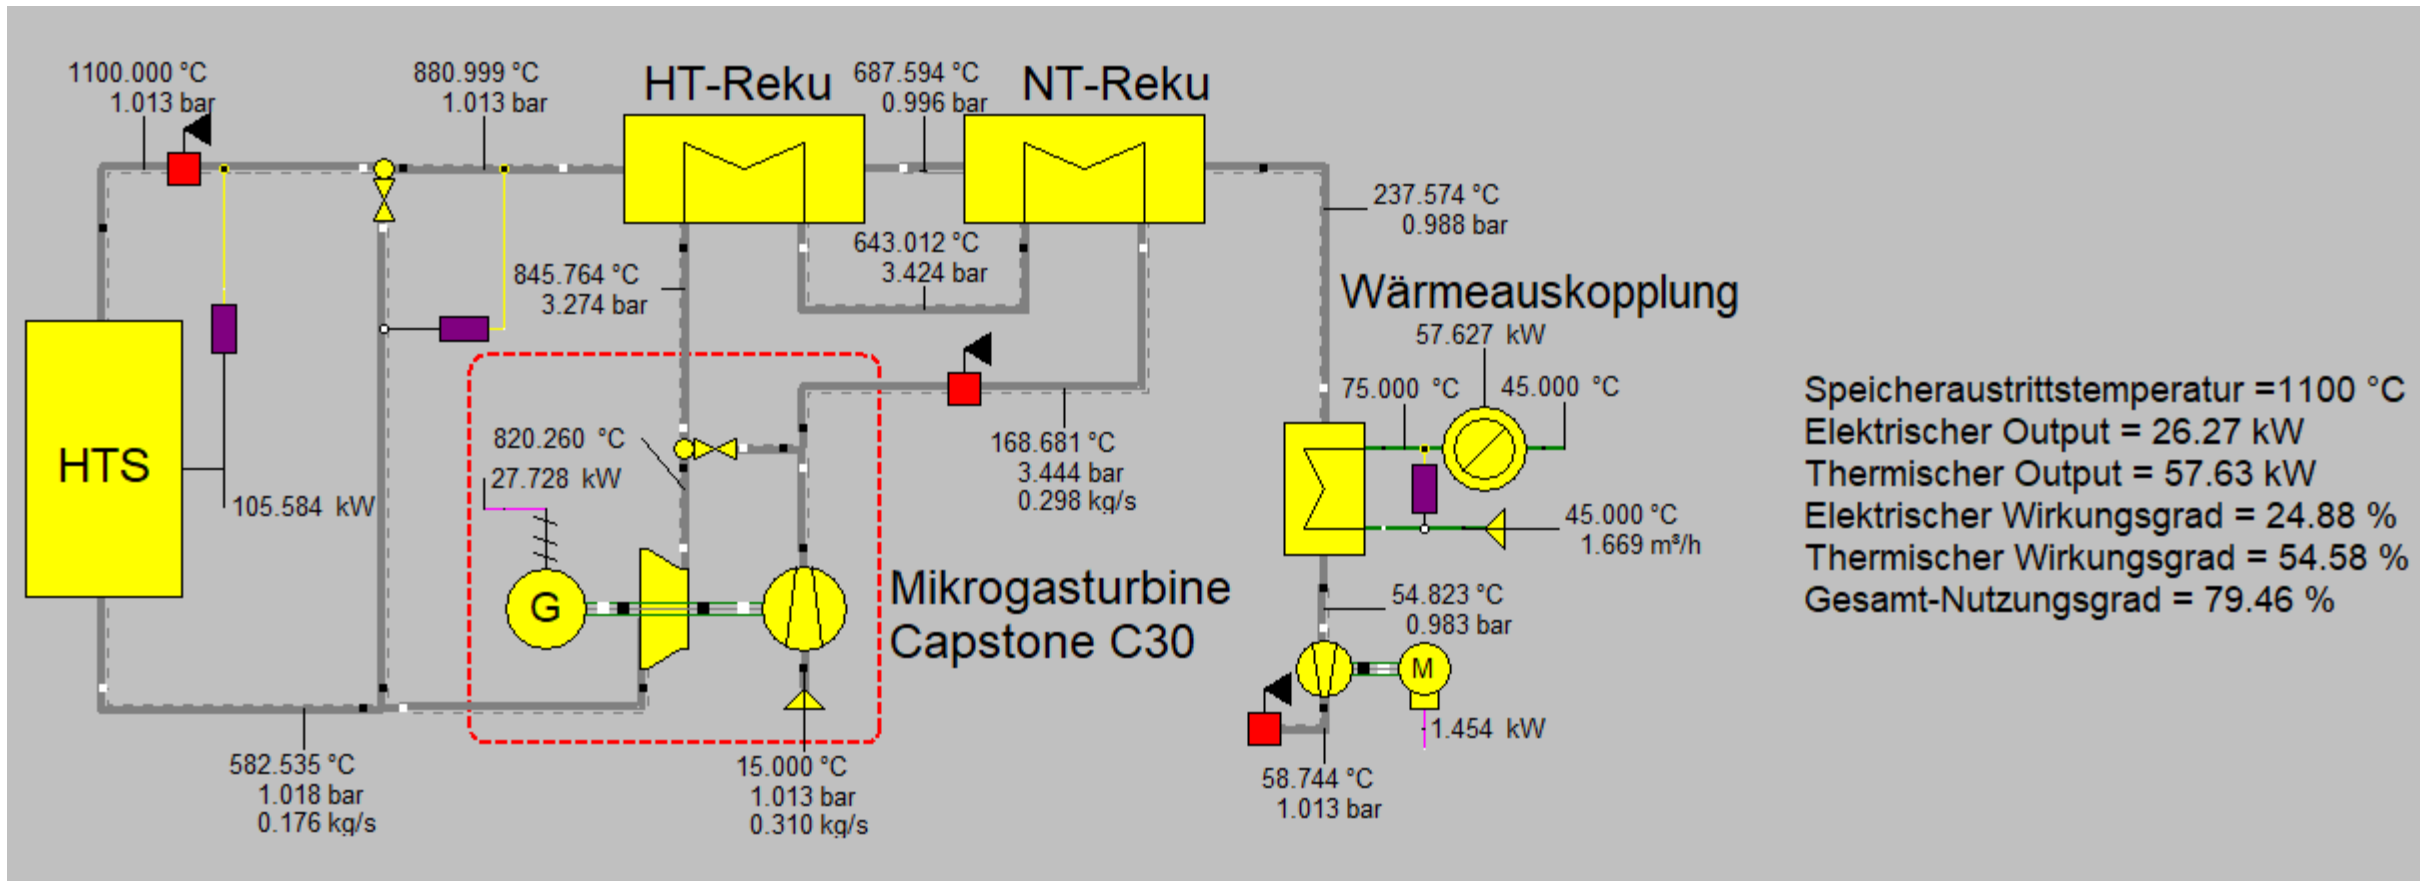 1100.000 °C
1.013 bar
880.999 °C
1.013 bar
HT-Reku
687.594 °C
0.996 bar
NT-Reku
237.574 °C
0.988 bar
845.764 °C
3.274 bar
643.012 °C
3.424 bar
Wärmeauskopplung
57.627 kW
75.000 °C
45.000 °C
45.000 °C
1.669 m³/h
HTS
105.584 kW
820.260 °C
27.728 kW
168.681 °C
3.444 bar
0.298 kg/s
G
Mikrogasturbine
Capstone C30
54.823 °C
0.983 bar
M
1.454 kW
582.535 °C
1.018 bar
0.176 kg/s
15.000 °C
1.013 bar
0.310 kg/s
58.744 °C
1.013 bar
Speicheraustrittstemperatur =1100 °C
Elektrischer Output = 26.27 kW
Thermischer Output = 57.63 kW
Elektrischer Wirkungsgrad = 24.88 %
Thermischer Wirkungsgrad = 54.58 %
Gesamt-Nutzungsgrad = 79.46 %